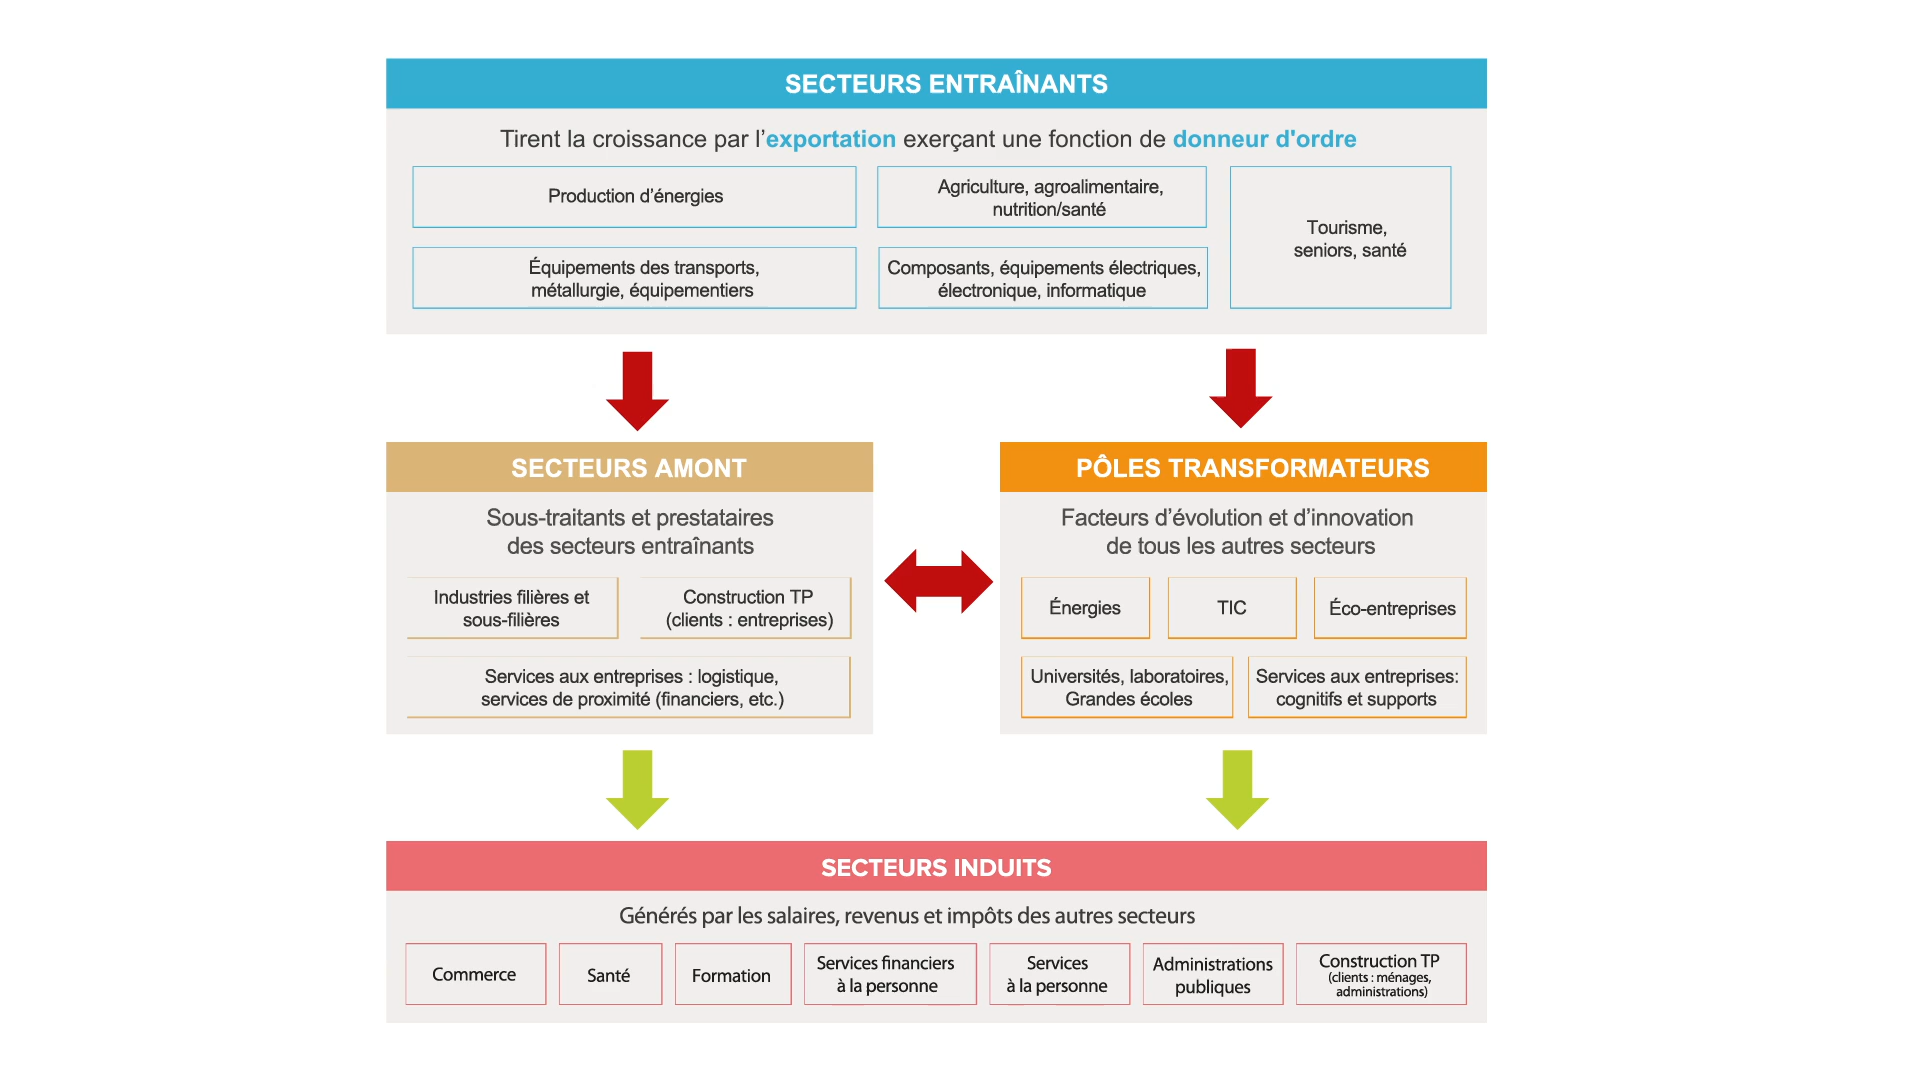 SECTEURS ENTRAÎNANTS
Tirent la croissance par l’exportation exerçant une fonction de donneur d'ordre
Production d’énergies
Agriculture, agroalimentaire,
nutrition/santé
Tourisme,
seniors, santé
Équipements des transports,
métallurgie, équipementiers
Composants, équipements électriques,
électronique, informatique
SECTEURS AMONT
Sous-traitants et prestataires
des secteurs entraînants
Industries filières et
sous-filières
Construction TP
(clients : entreprises)
Services aux entreprises : logistique,
services de proximité (financiers, etc.)
PÔLES TRANSFORMATEURS
Facteurs d’évolution et d’innovation
de tous les autres secteurs
Énergies
TIC
Éco-entreprises
Universités, laboratoires,
Grandes écoles
Services aux entreprises:
cognitifs et supports
SECTEURS INDUITS
Générés par les salaires, revenus et impôts des autres secteurs
Commerce
Santé
Formation
Services financiers
à la personne
Services
à la personne
Administrations
publiques
Construction TP
(clients : ménages,
administrations)